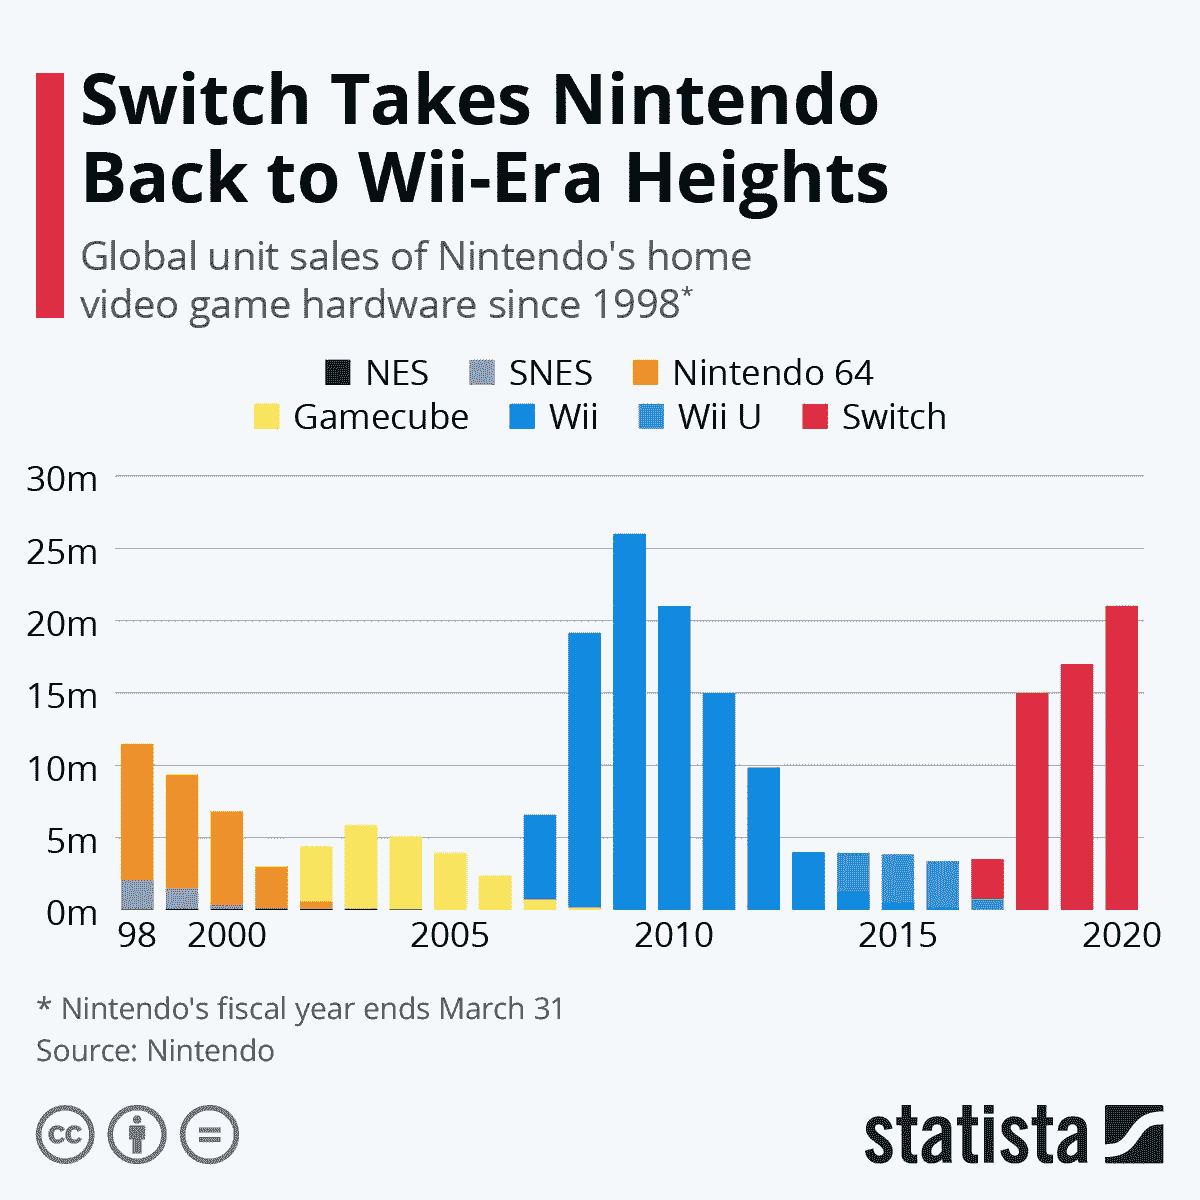 Switch Takes Nintendo
Back to Wii-Era Heights
Global unit sales of Nintendo's home
video game hardware since 1998*
NES SNES Nintendo 64
Gamecube Wii Wii U Switch
30m
25m
20m
15m
10m
5m
0m
98 2000 2005 2010 2015 2020
* Nintendo's fiscal year ends March 31
Source: Nintendo
cc =
statista